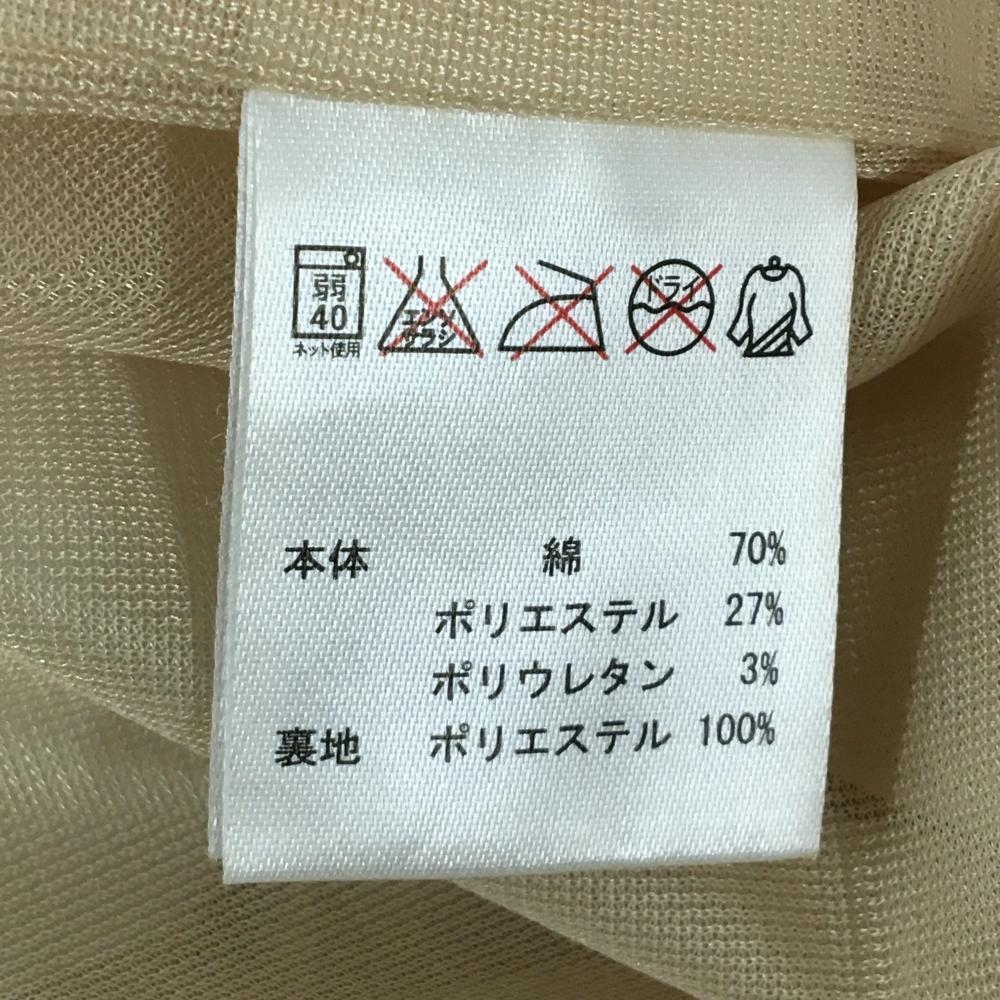 弱
40
ネット使用
エンソ
サラシ
ドライ
本体 綿 70%
ポリエステル 27%
ポリウレタン 3%
裏地 ポリエステル 100%